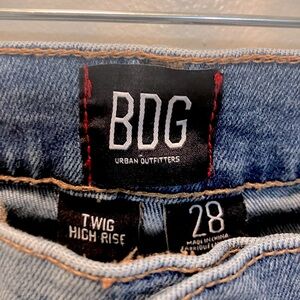 BDG
URBAN OUTFITTERS
TWIG
HIGH RISE
28
MADE IN CHINA